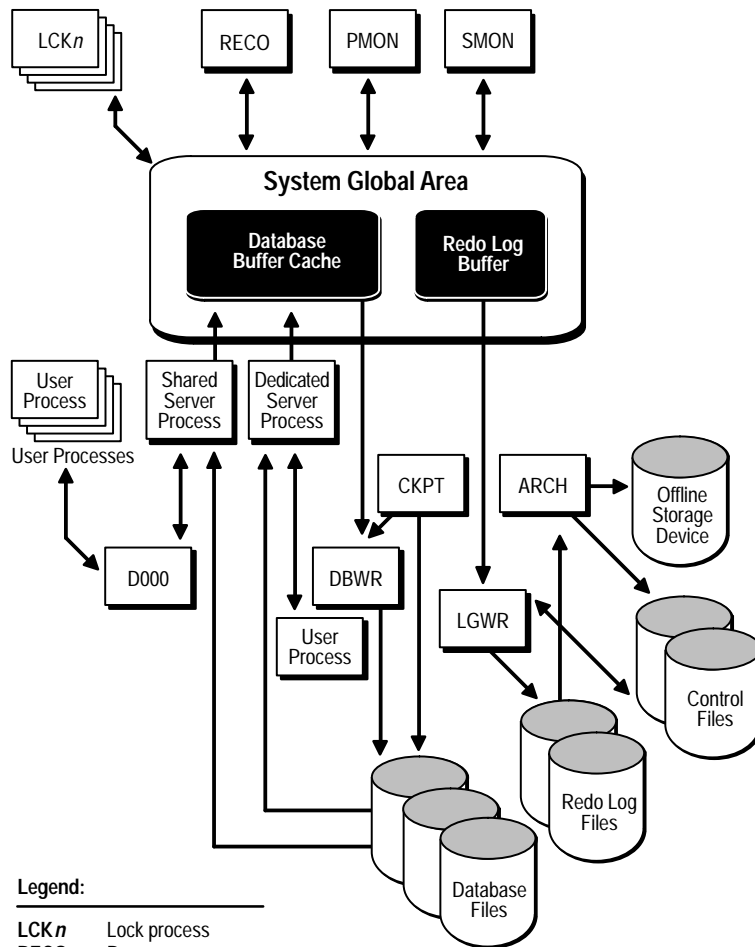 LCKn
RECO
PMON
SMON
System Global Area
Database
Buffer Cache
Redo Log
Buffer
User
Process
User Processes
Shared
Server
Process
Dedicated
Server
Process
CKPT
ARCH
Offline
Storage
Device
D000
DBWR
LGWR
User
Process
Control
Files
Redo Log
Files
Database
Files
Legend:
LCKn Lock process